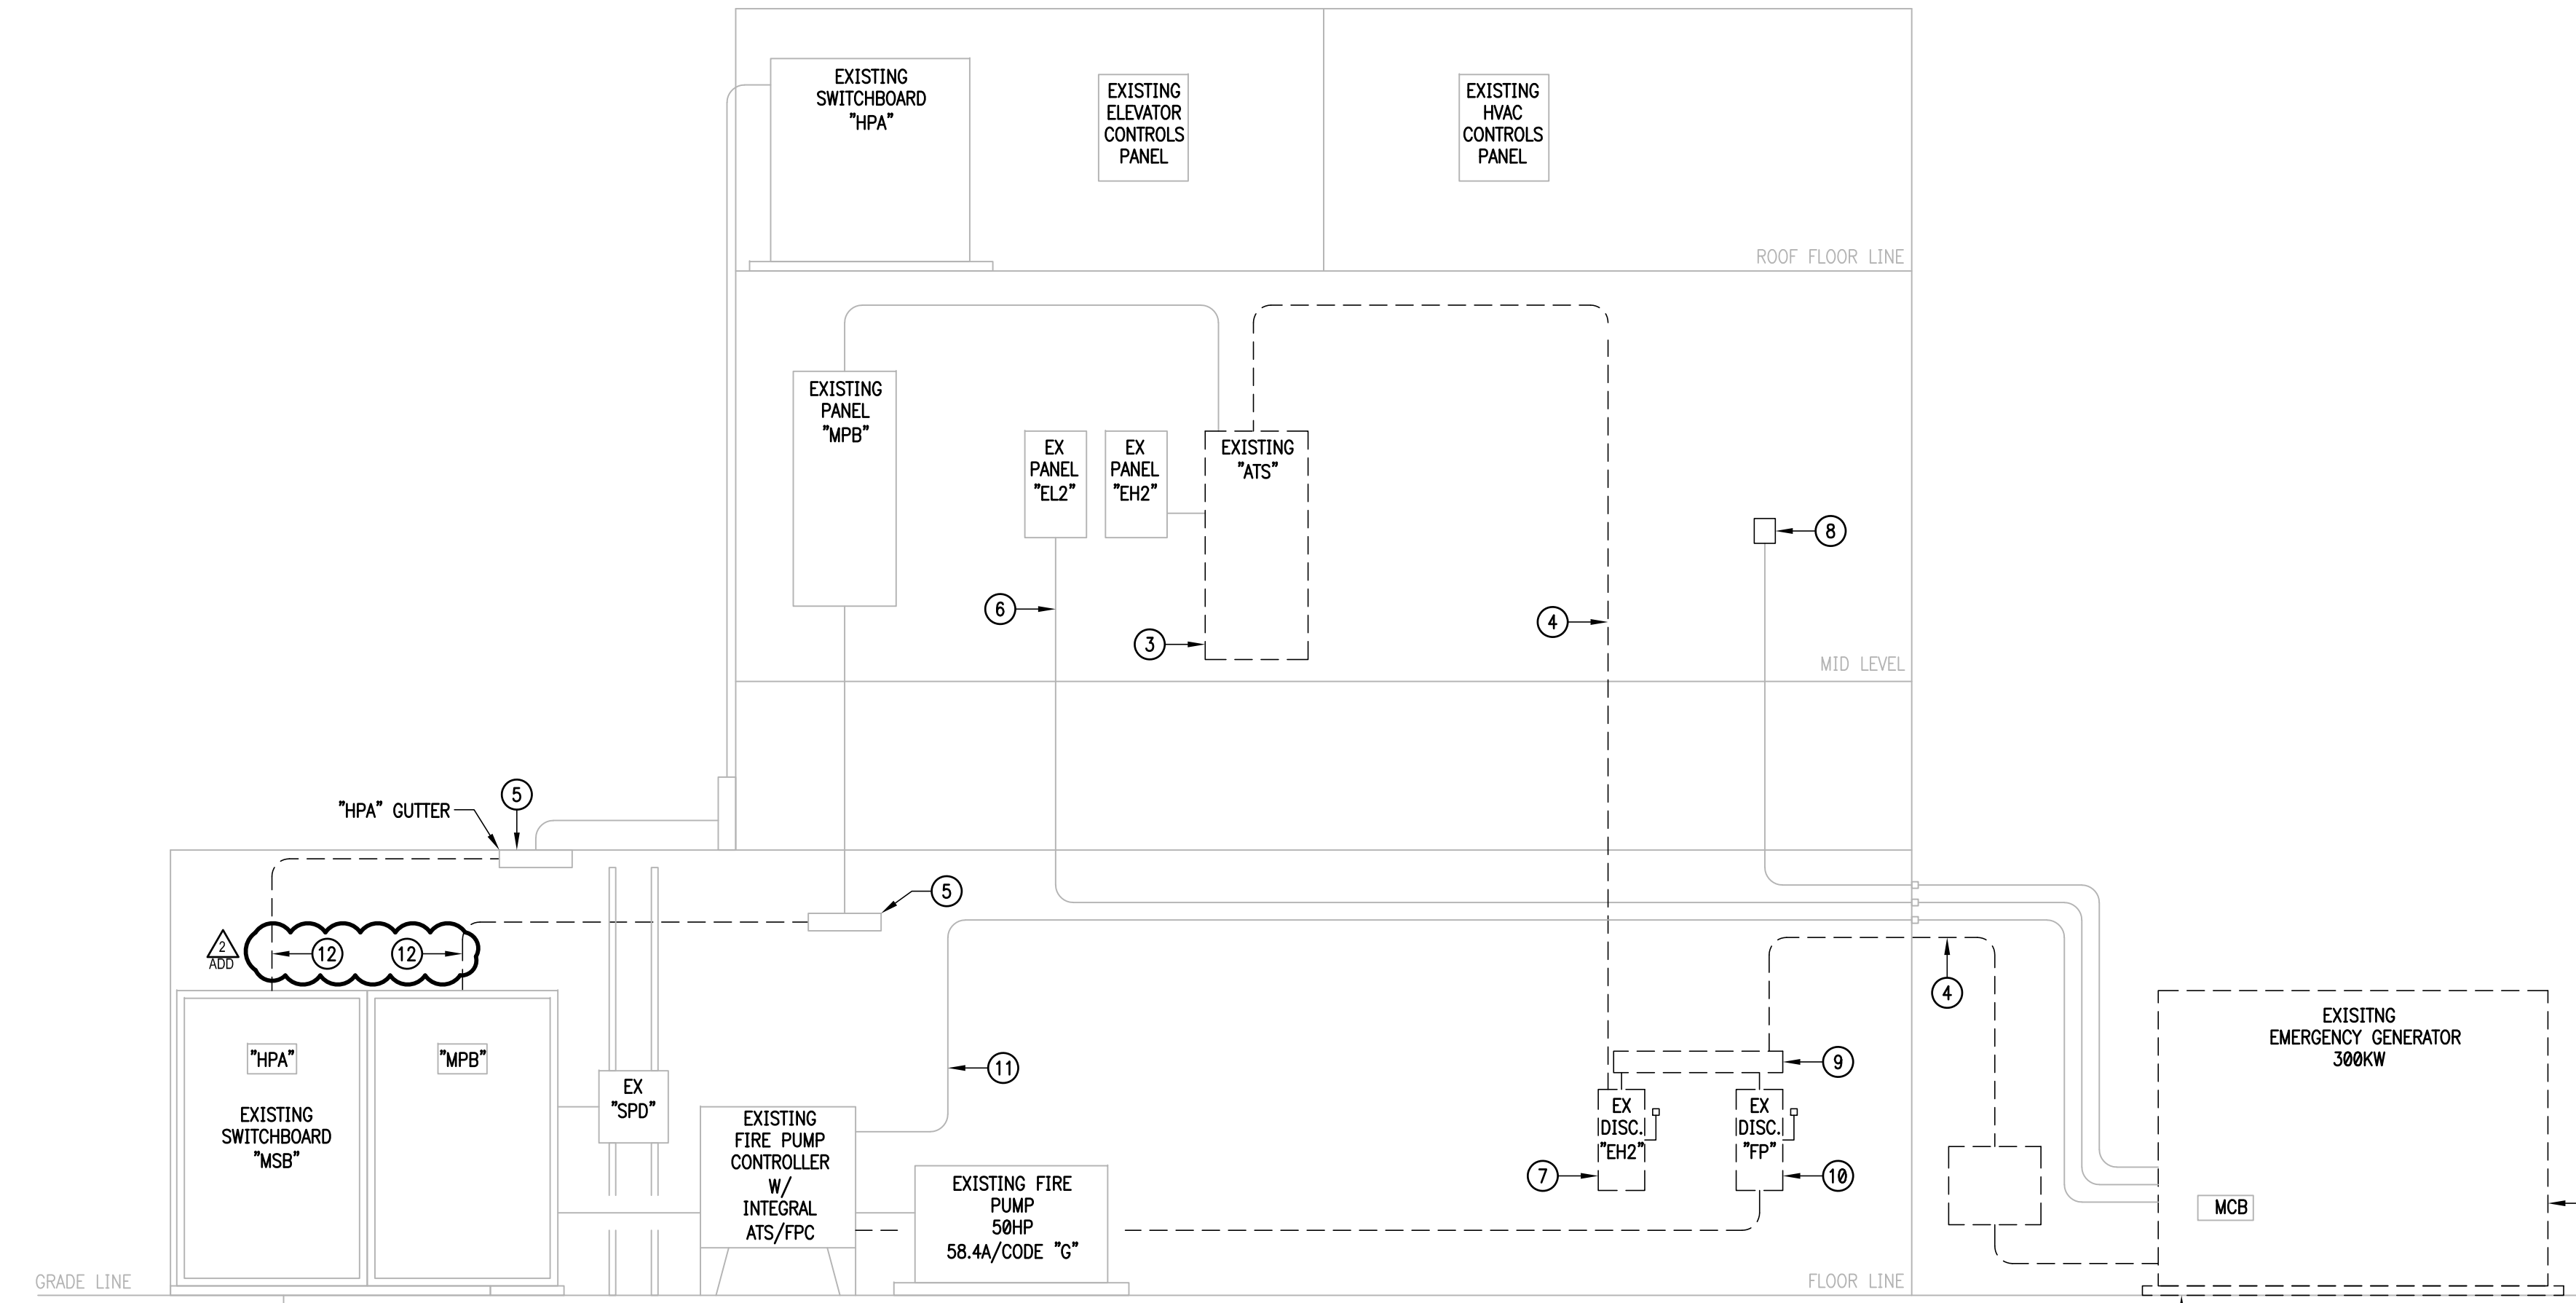 EXISTING
SWITCHBOARD
"HPA"
EXISTING
ELEVATOR
CONTROLS
PANEL
EXISTING
HVAC
CONTROLS
PANEL
ROOF FLOOR LINE
EXISTING
PANEL
"MPB"
EX
PANEL
"EL2"
EX
PANEL
"EH2"
EXISTING
"ATS"
8
6
3
4
MID LEVEL
"HPA" GUTTER
5
5
2
ADD
12
12
4
"HPA"
"MPB"
EXISTING
SWITCHBOARD
"MSB"
EX
"SPD"
11
EXISTING
FIRE PUMP
CONTROLLER
W/
INTEGRAL
ATS/FPC
EXISTING FIRE
PUMP
50HP
58.4A/CODE "G"
9
EX
DISC.
"EH2"
EX
DISC.
"FP"
7
10
EXISITNG
EMERGENCY GENERATOR
300KW
MCB
GRADE LINE
FLOOR LINE